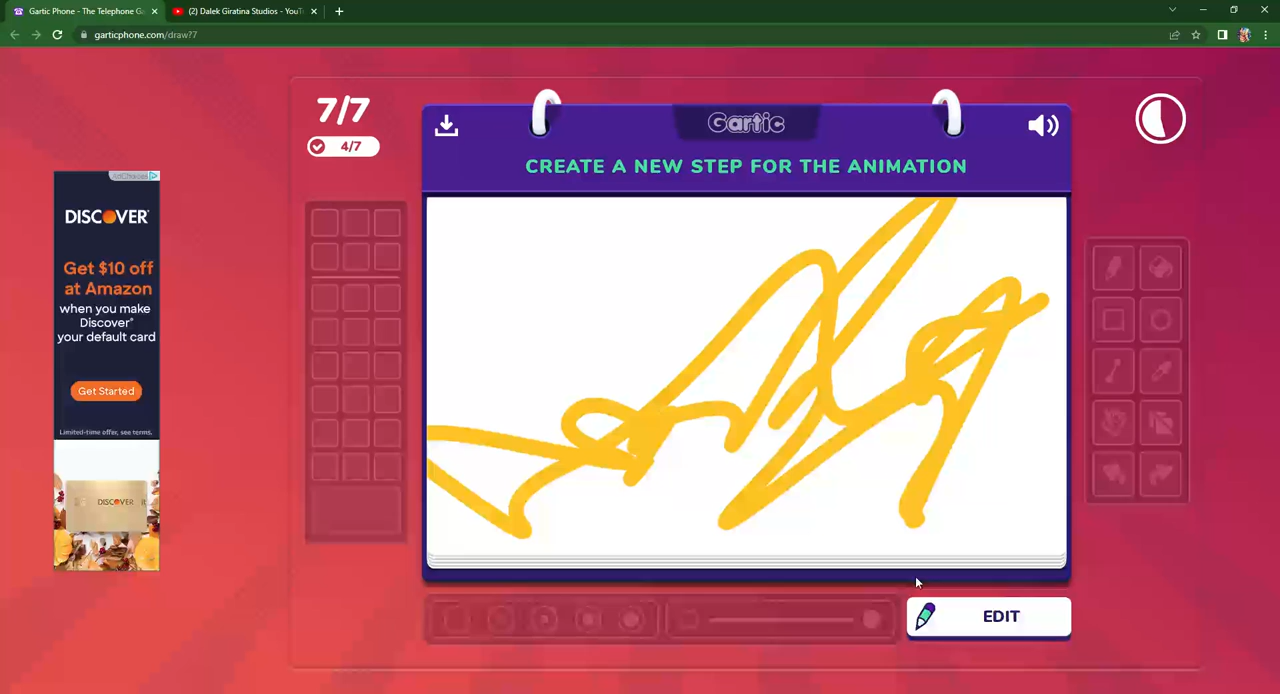 Gartic Phone - The Telephone Ga
(2) Dalek Giratina Studios - YouTu
garticphone.com/draw?7
7/7
4/7
Gartic
CREATE A NEW STEP FOR THE ANIMATION
AdChoices
DISCOVER
Get $10 off
at Amazon
when you make
Discover®
your default card
Get Started
Limited-time offer, see terms.
DISCOVER
EDIT